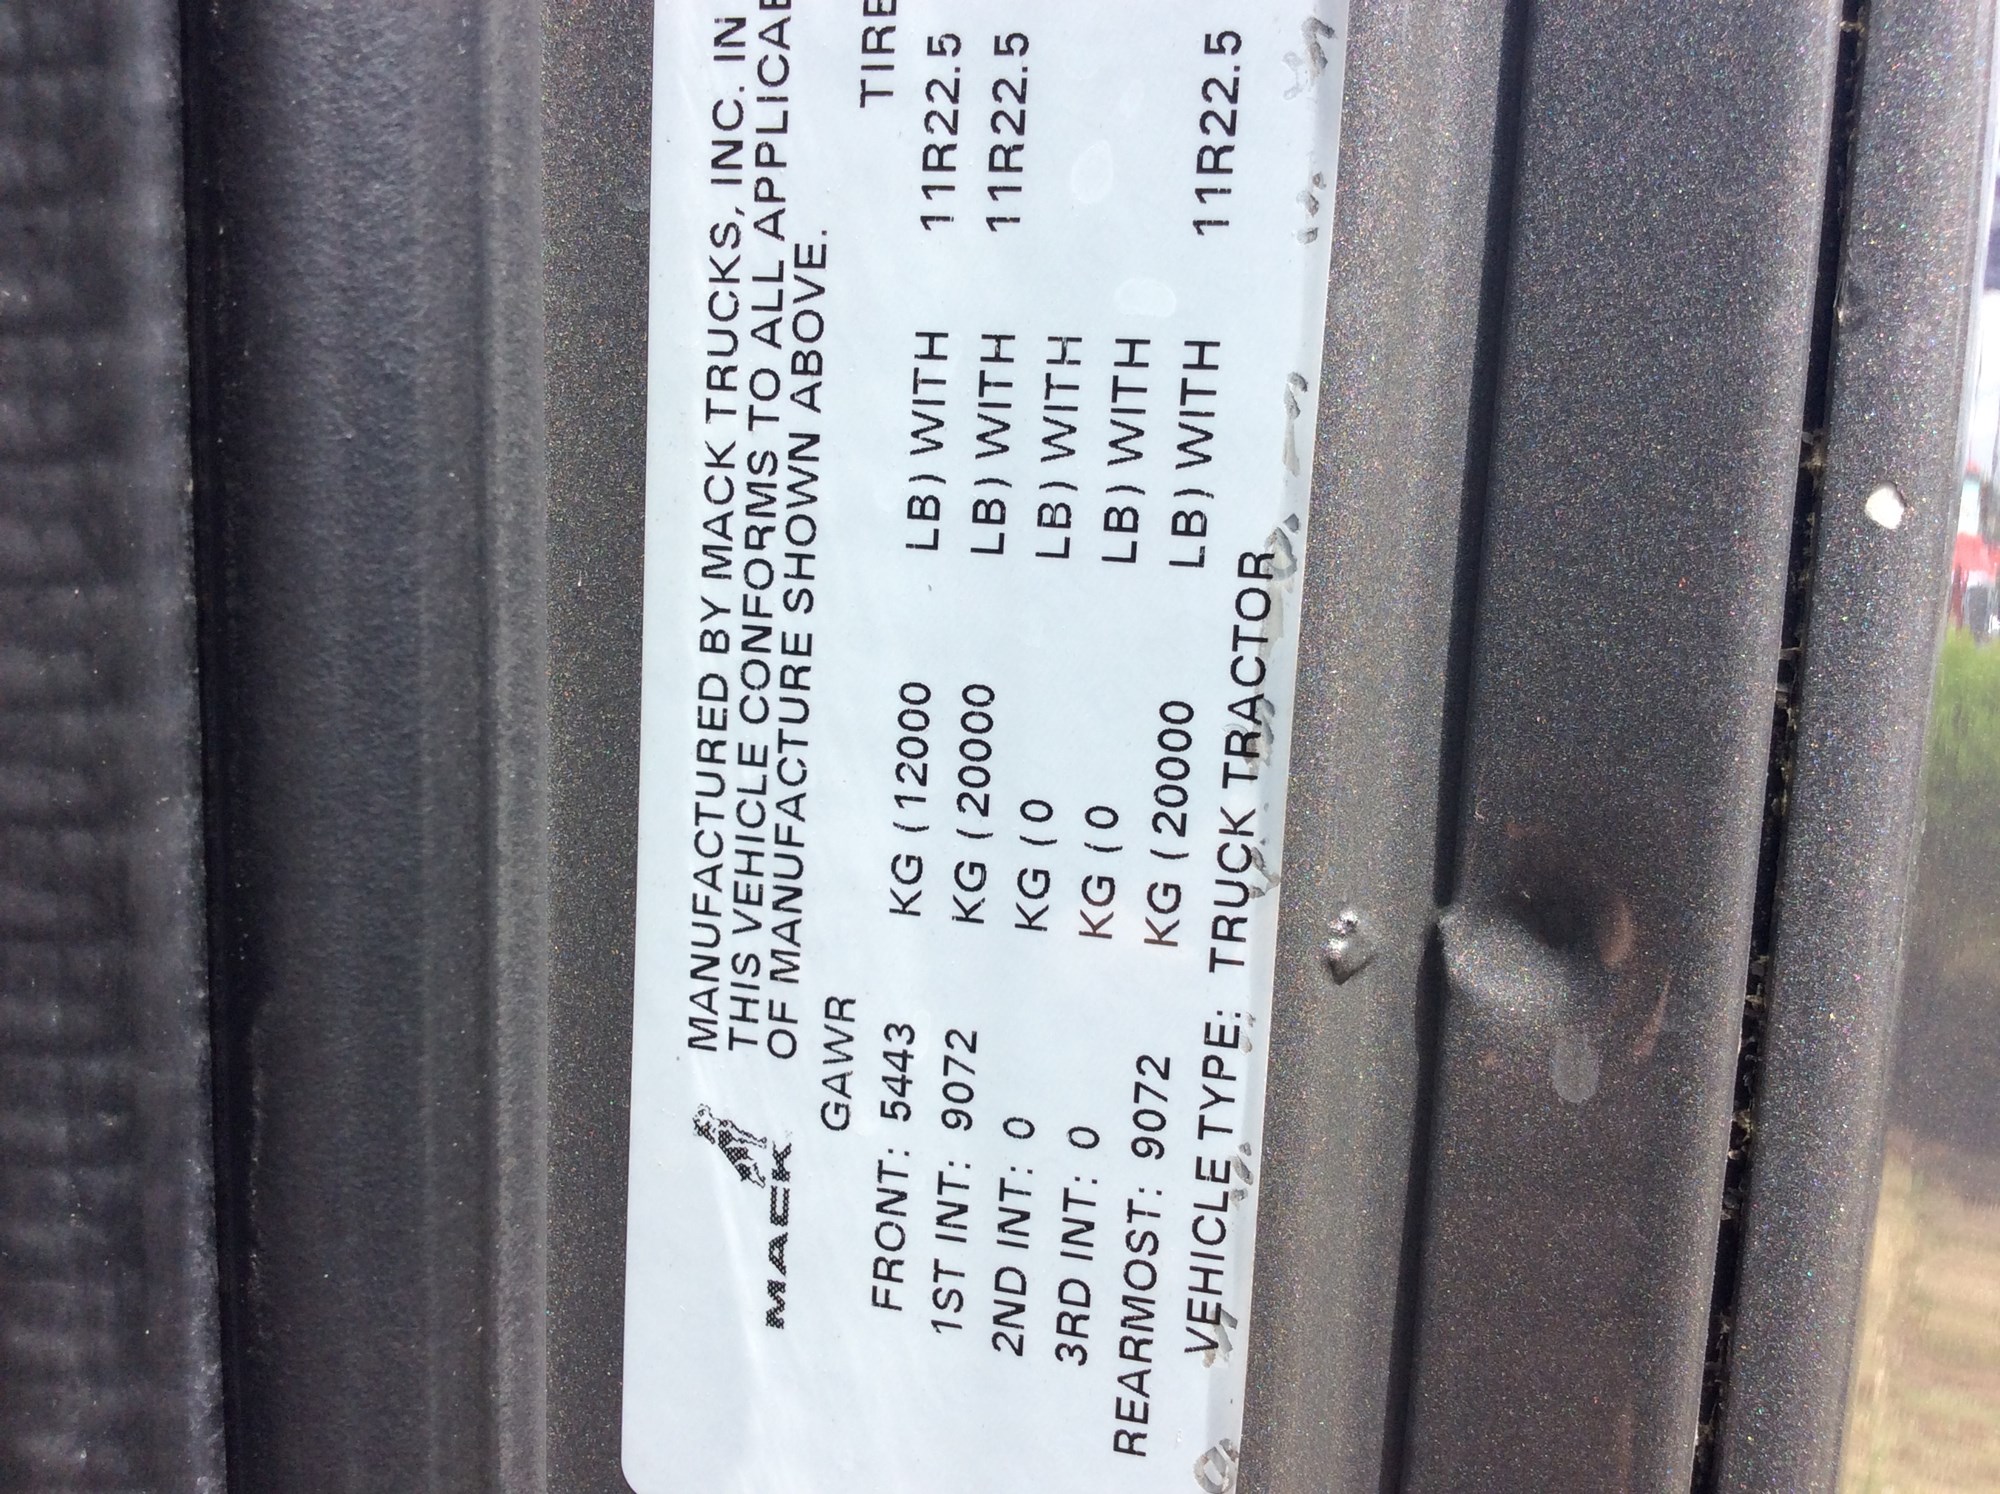 MACK
MANUFACTURED BY MACK TRUCKS, INC. IN
THIS VEHICLE CONFORMS TO ALL
OF MANUFACTURE SHOWN ABOVE.
GAWR
FRONT: 5443 KG (12000 LB) WITH 11R22.5
1ST INT: 9072 KG (20000 LB) WITH 11R22.5
2ND INT: 0 KG (0 LB) WITH
3RD INT: 0 KG (0 LB) WITH
REARMOST: 9072 KG (20000 LB) WITH 11R22.5
VEHICLE TYPE: TRUCK TRACTOR